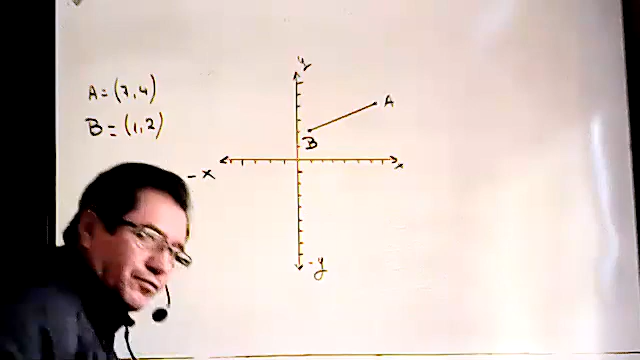 A=(7,4)
B=(1,2)
y
A
B
-x
x
-y